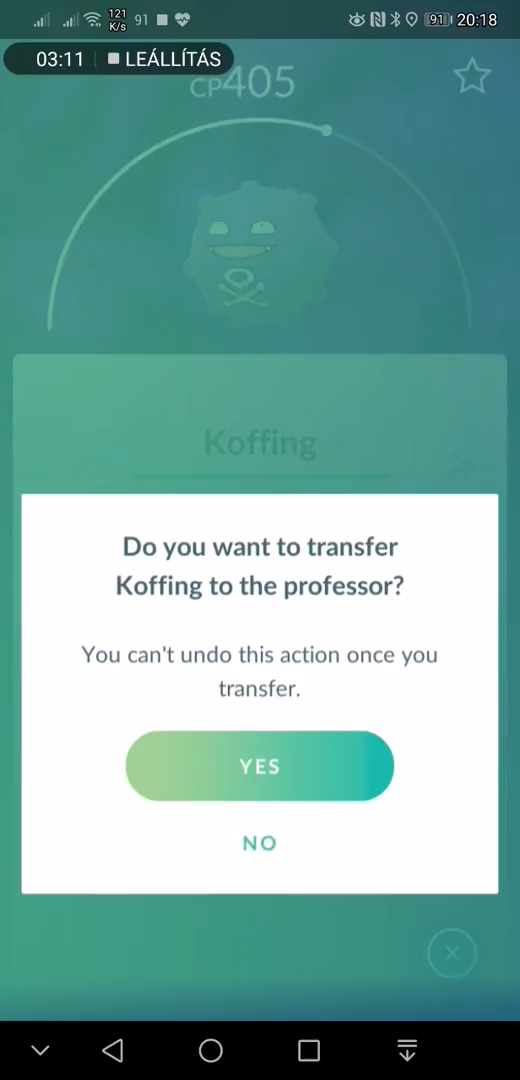 121
K/s
91
91
20:18
03:11
LEÁLLÍTÁS
CP405
Koffing
Do you want to transfer
Koffing to the professor?
You can't undo this action once you
transfer.
YES
NO